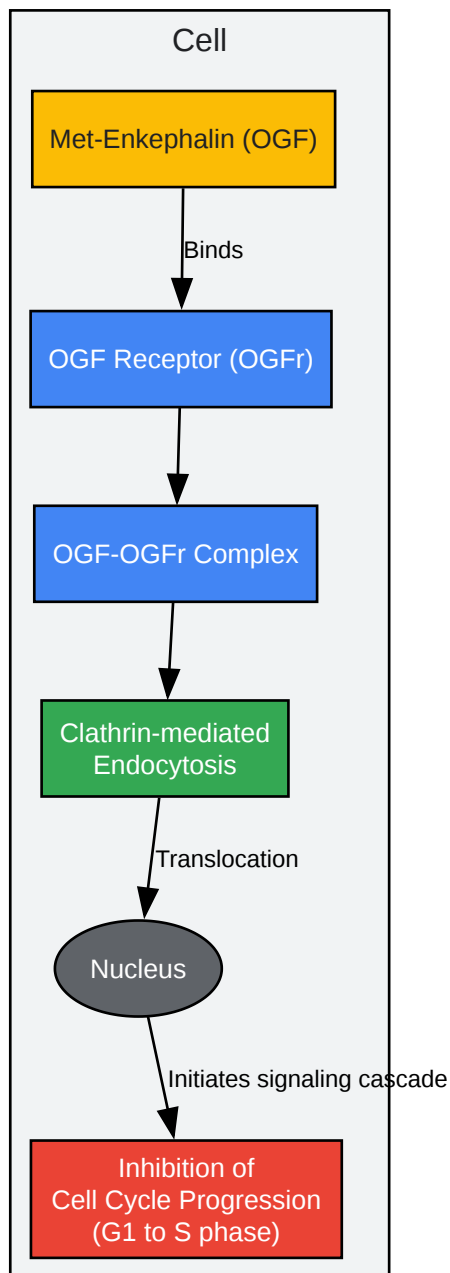 Cell
Met-Enkephalin (OGF)
Binds
OGF Receptor (OGFr)
OGF-OGFr Complex
Clathrin-mediated
Endocytosis
Translocation
Nucleus
Initiates signaling cascade
Inhibition of
Cell Cycle Progression
(G1 to S phase)